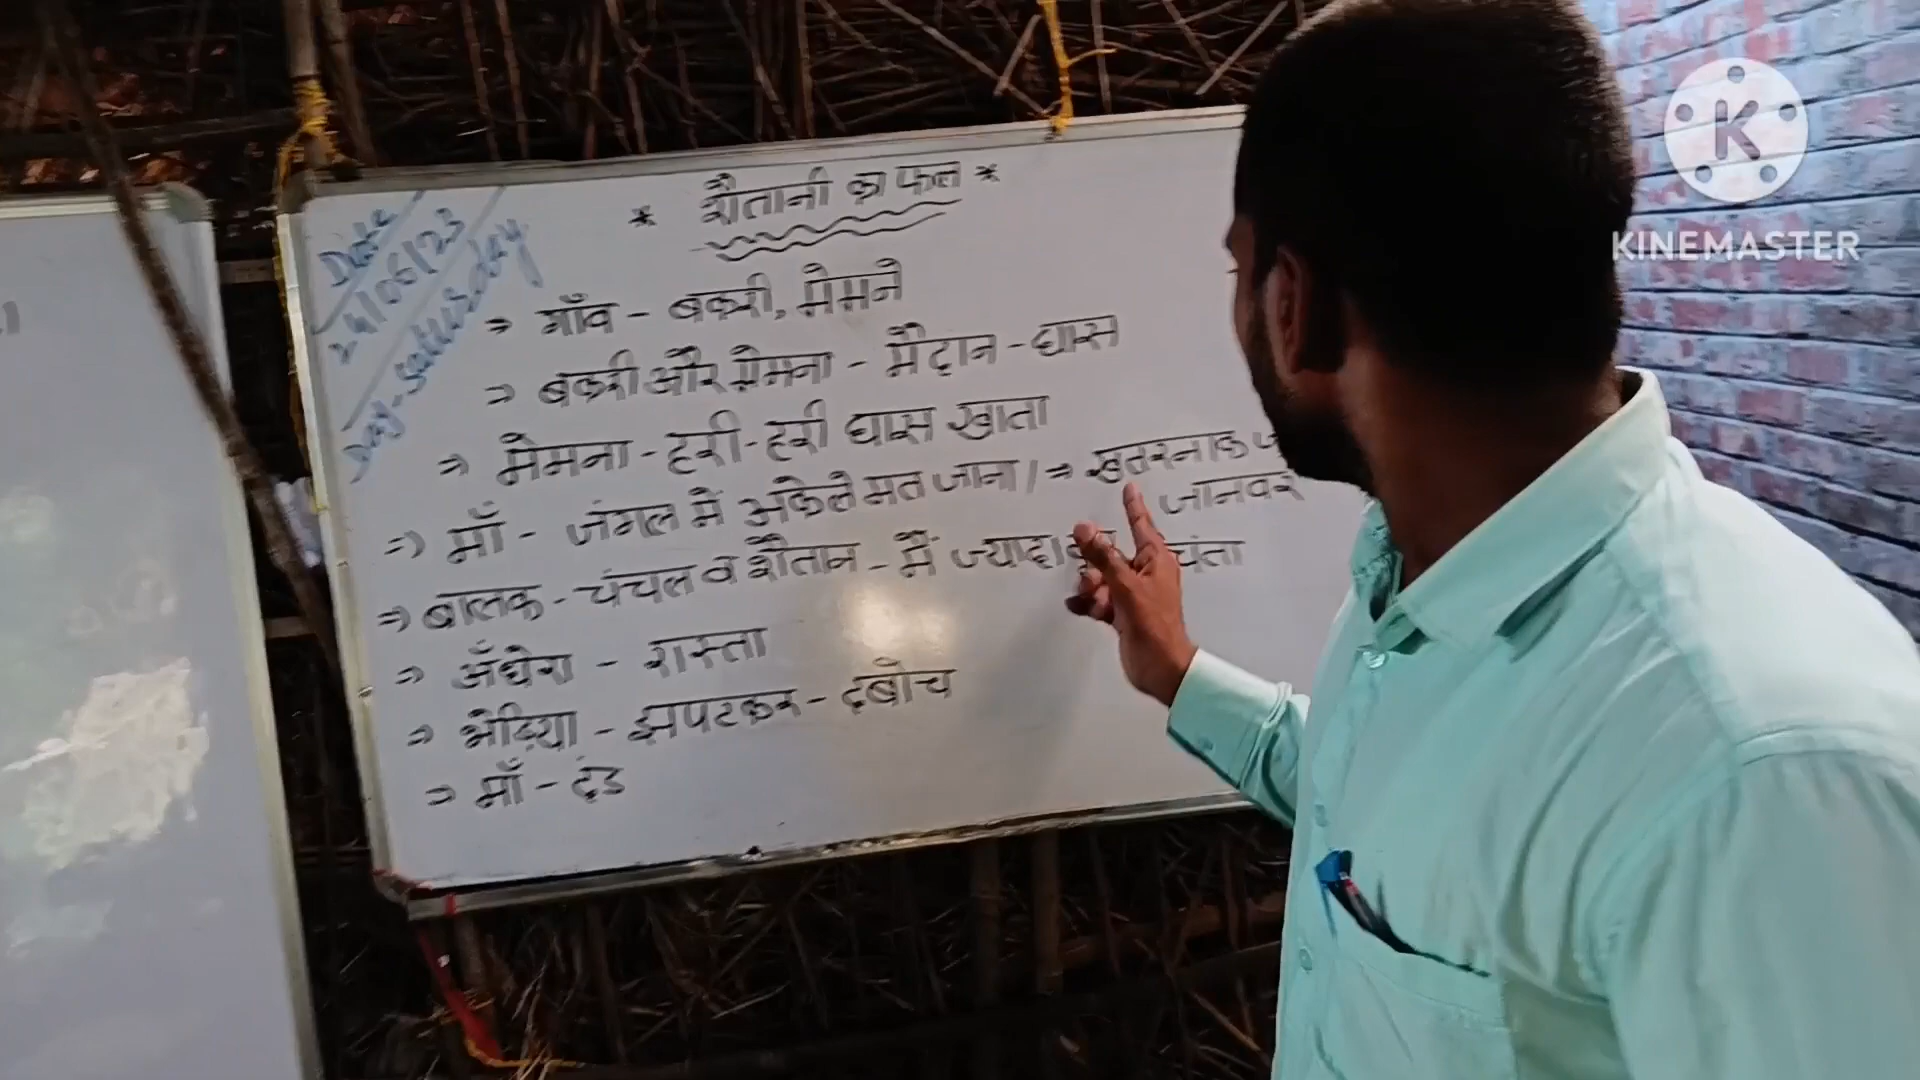 Date
24/06/23
Day - Saturday
* शैतानी का फल *
⇒ गाँव - बकरी, मेमने
⇒ बकरी और मेमना - मैदान - घास
⇒ मेमना - हरी-हरी घास खाता
⇒ माँ - जंगल में अकेले मत जाना / ⇒ खतरनाक
जानवर
⇒ बालक - चंचल व शैतान - मैं ज्यादा
⇒ अँधेरा - रास्ता
⇒ भेड़िया - झपटकर - दबोच
⇒ माँ - दंड
K
KINEMASTER